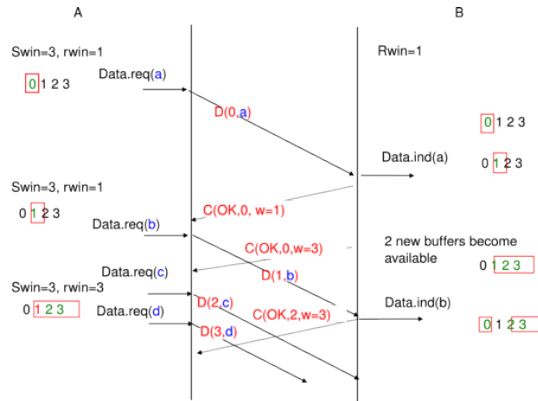 A
B
Swin=3, rwin=1
Rwin=1
Data.req(a)
0 1 2 3
D(0,a)
0 1 2 3
Data.ind(a)
0 1 2 3
Swin=3, rwin=1
C(OK,0, w=1)
0 1 2 3
Data.req(b)
C(OK,0,w=3)
2 new buffers become
available
Data.req(c)
D(1,b)
0 1 2 3
Swin=3, rwin=3
D(2,c)
Data.ind(b)
0 1 2 3
Data.req(d)
C(OK,2,w=3)
0 1 2 3
D(3,d)